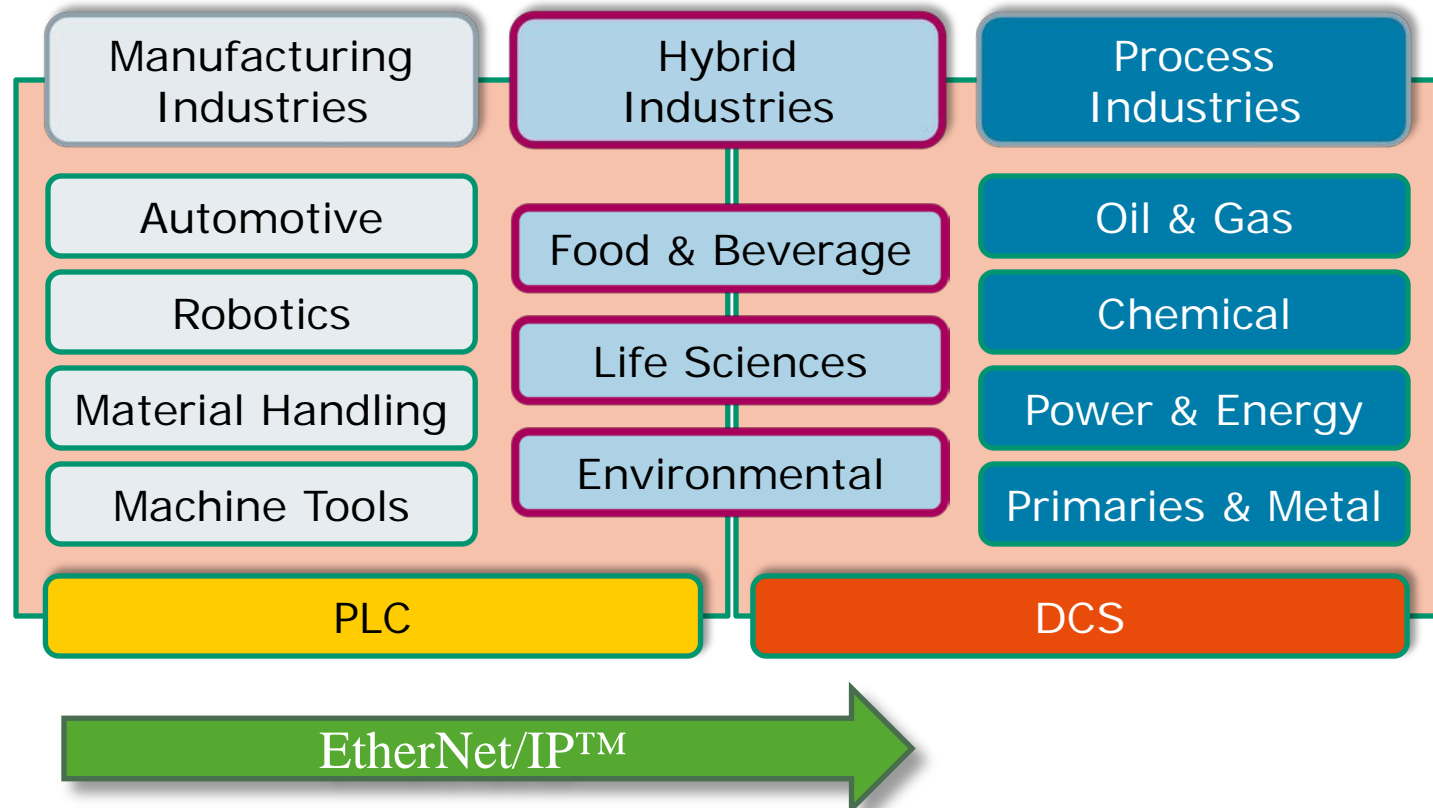 Manufacturing
Industries
Hybrid
Industries
Process
Industries
Automotive
Robotics
Material Handling
Machine Tools
Food & Beverage
Life Sciences
Environmental
Oil & Gas
Chemical
Power & Energy
Primaries & Metal
PLC
DCS
EtherNet/IP™